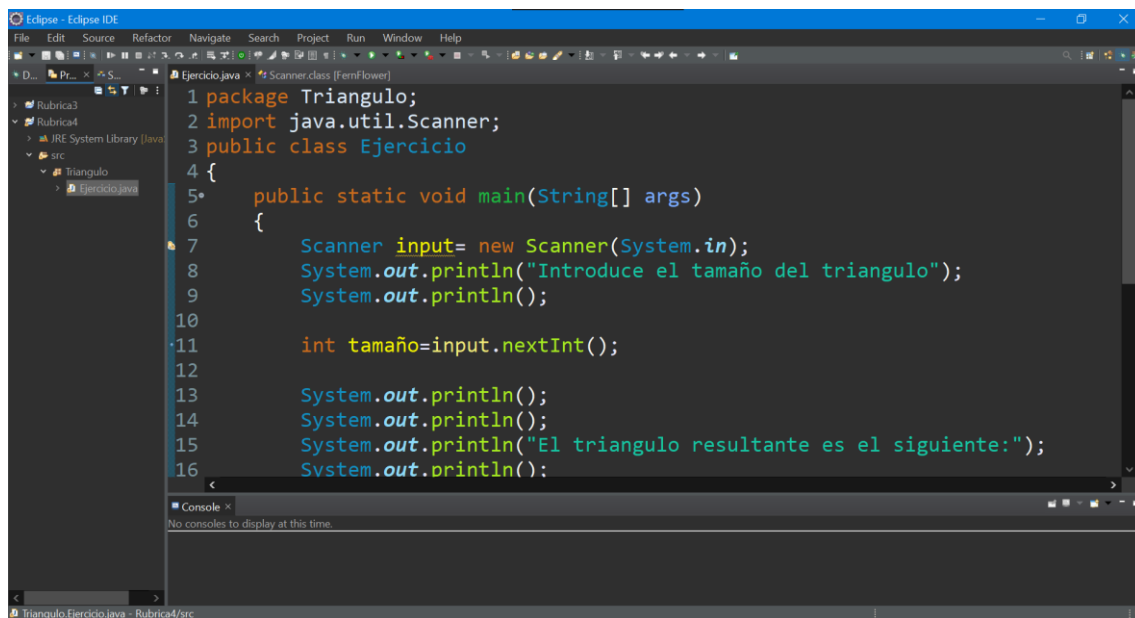 Eclipse - Eclipse IDE
File Edit Source Refactor Navigate Search Project Run Window Help
D... Pr... × S... Ejercicio.java × Scanner.class [FernFlower]
Rubrica3
Rubrica4
JRE System Library [Java
src
Triangulo
Ejercicio.java
1 package Triangulo;
2 import java.util.Scanner;
3 public class Ejercicio
4 {
5 public static void main(String[] args)
6 {
7 Scanner input= new Scanner(System.in);
8 System.out.println("Introduce el tamaño del triangulo");
9 System.out.println();
10
11 int tamaño=input.nextInt();
12
13 System.out.println();
14 System.out.println();
15 System.out.println("El triangulo resultante es el siguiente:");
16 System.out.println();
Console ×
No consoles to display at this time.
Triangulo.Ejercicio.java - Rubrica4/src